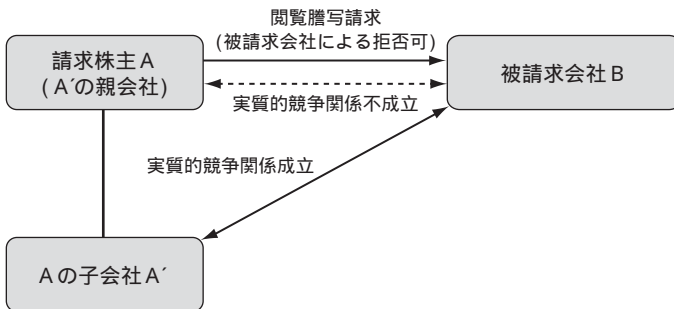 閲覧謄写請求
(被請求会社による拒否可)
請求株主A
(A´の親会社)
被請求会社B
実質的競争関係不成立
実質的競争関係成立
Aの子会社A´